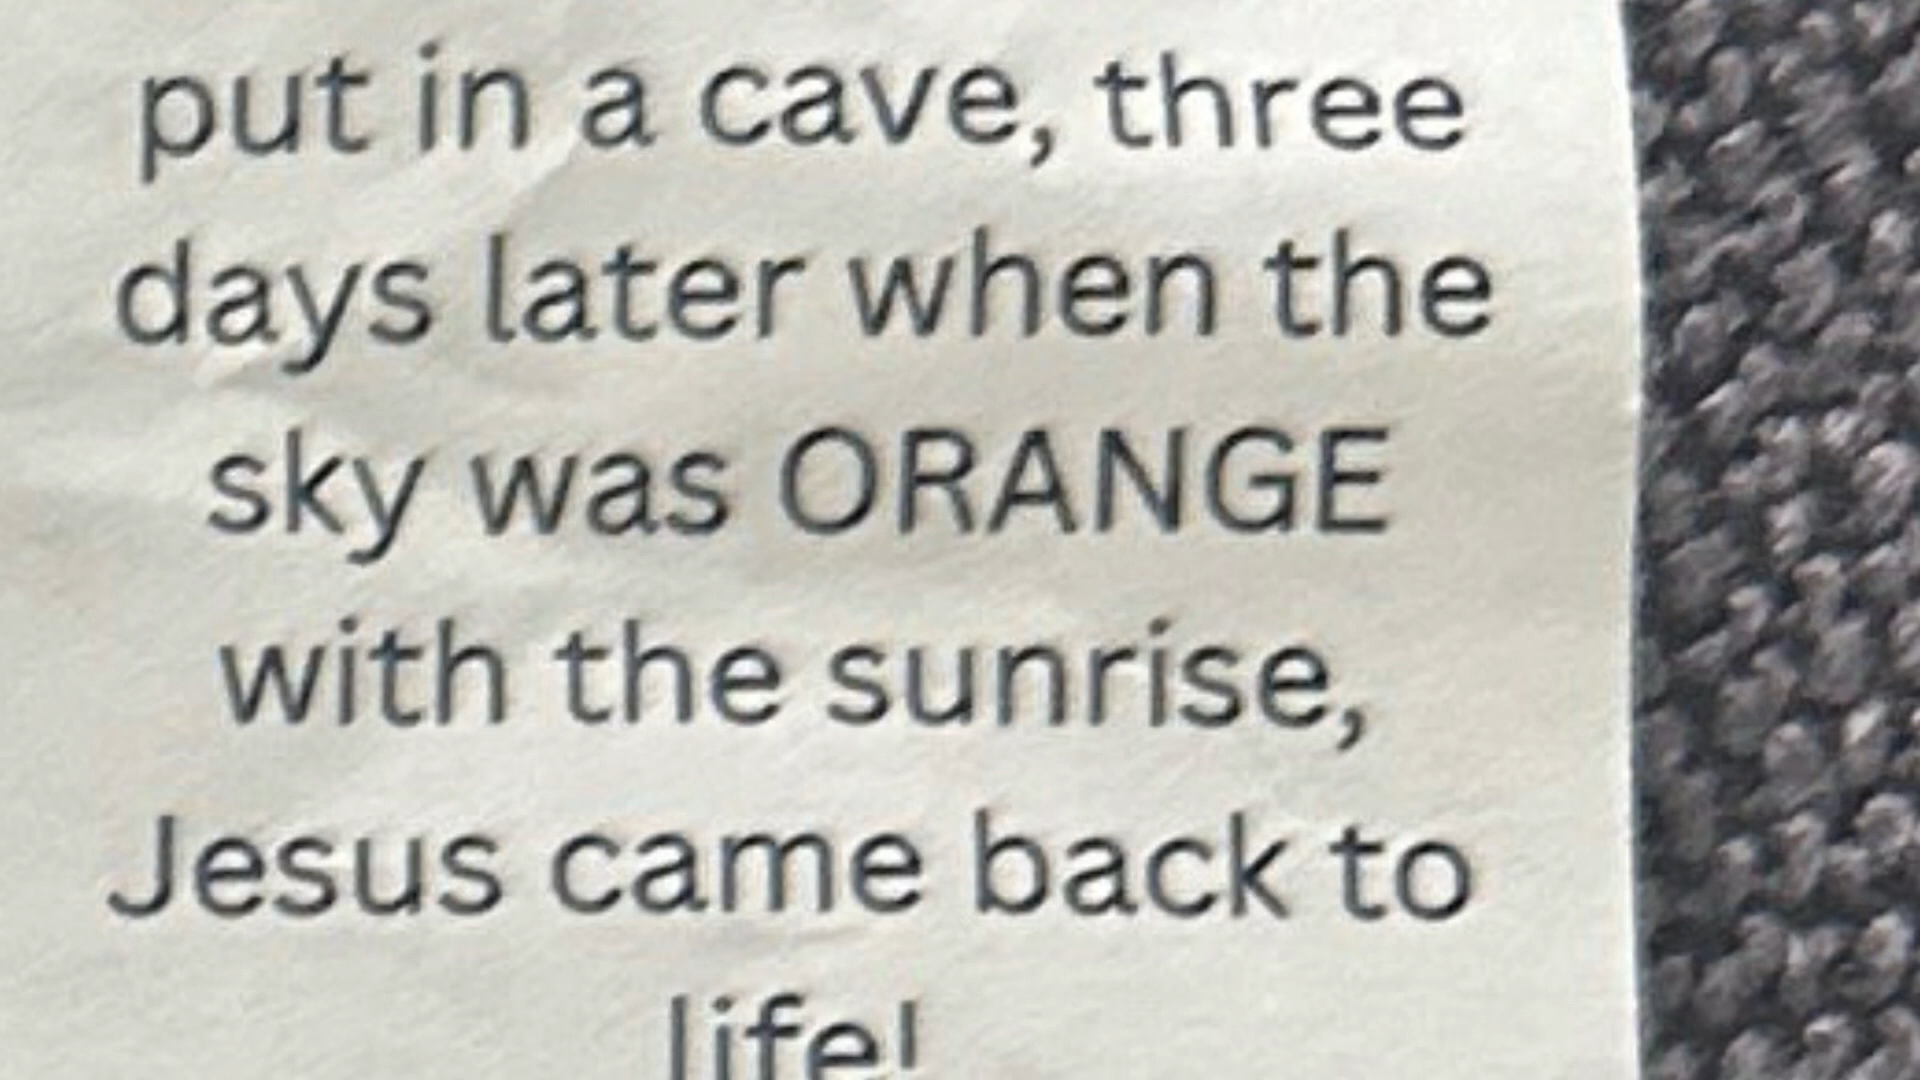 put in a cave, three
days later when the
sky was ORANGE
with the sunrise,
Jesus came back to
life!